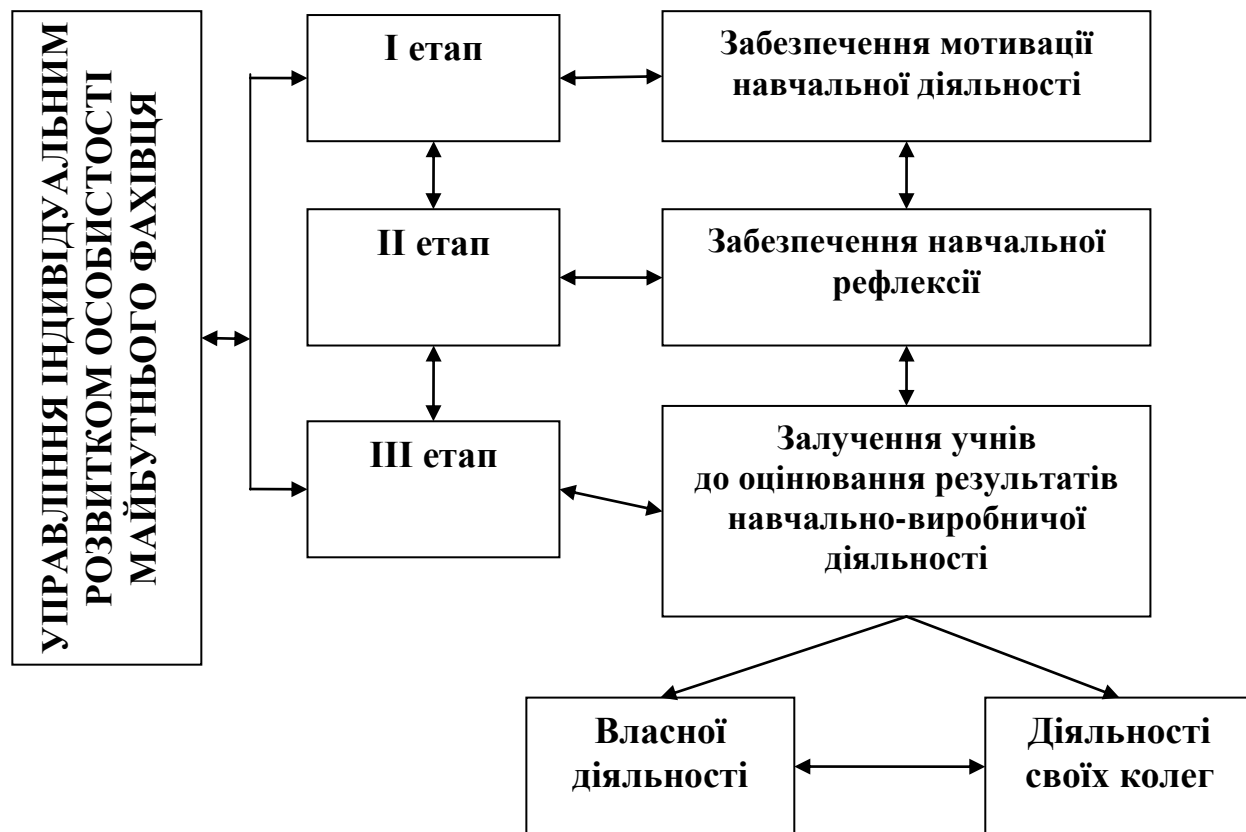 УПРАВЛІННЯ ІНДИВІДУАЛЬНИМ
РОЗВИТКОМ ОСОБИСТОСТІ
МАЙБУТНЬОГО ФАХІВЦЯ
І етап
Забезпечення мотивації
навчальної діяльності
ІІ етап
Забезпечення навчальної
рефлексії
ІІІ етап
Залучення учнів
до оцінювання результатів
навчально-виробничої
діяльності
Власної
діяльності
Діяльності
своїх колег